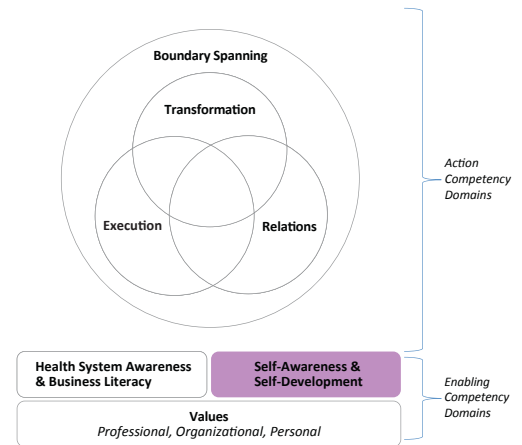 Boundary Spanning
Transformation
Execution
Relations
Action
Competency
Domains
Health System Awareness
& Business Literacy
Self-Awareness &
Self-Development
Values
Professional, Organizational, Personal
Enabling
Competency
Domains